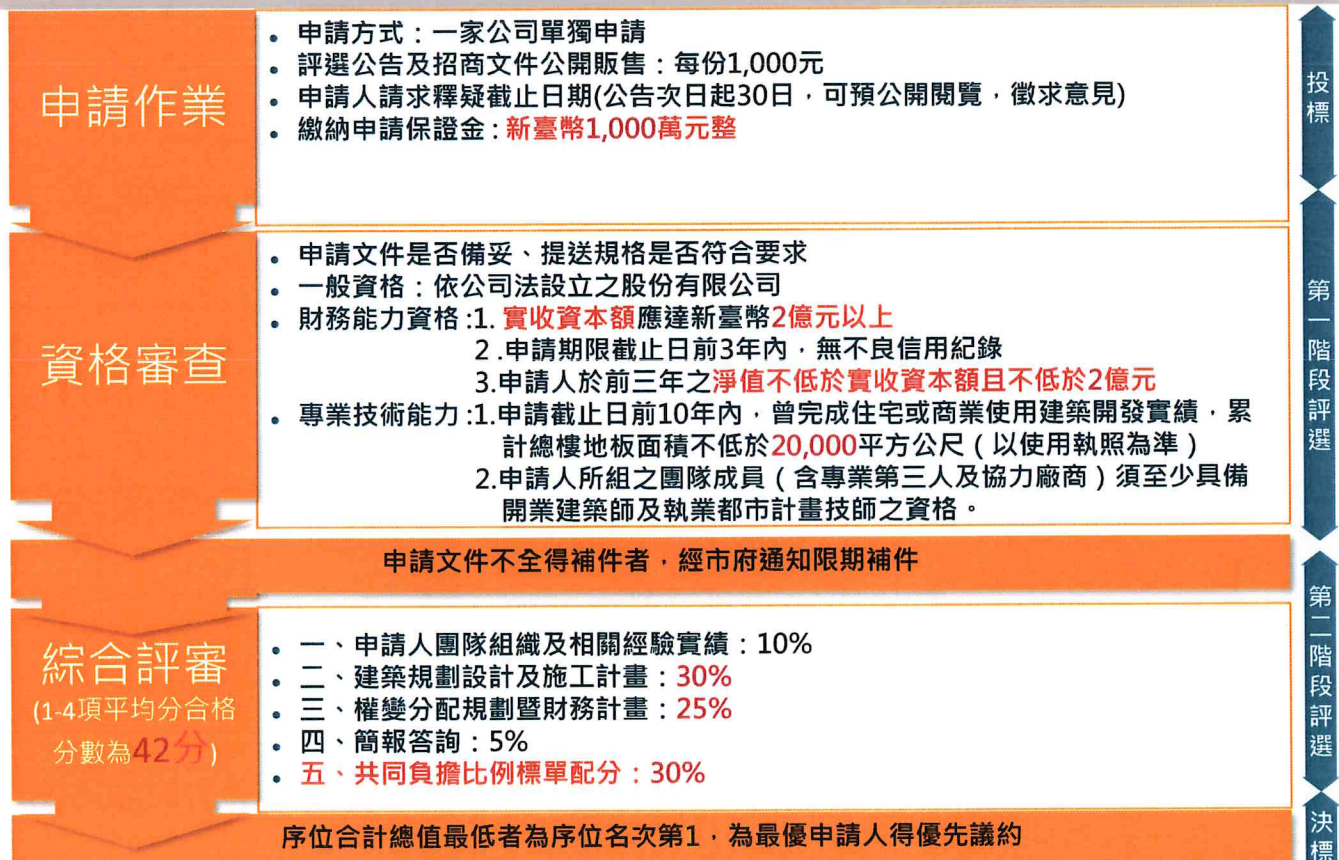 申請作業
• 申請方式：一家公司單獨申請
• 評選公告及招商文件公開販售：每份1,000元
• 申請人請求釋疑截止日期(公告次日起30日，可預公開閱覽，徵求意見)
• 繳納申請保證金：新臺幣1,000萬元整
投標
資格審查
• 申請文件是否備妥、提送規格是否符合要求
• 一般資格：依公司法設立之股份有限公司
• 財務能力資格:1. 實收資本額應達新臺幣2億元以上
2 .申請期限截止日前3年內，無不良信用紀錄
3.申請人於前三年之淨值不低於實收資本額且不低於2億元
• 專業技術能力:1.申請截止日前10年內，曾完成住宅或商業使用建築開發實績，累
計總樓地板面積不低於20,000平方公尺（以使用執照為準）
2.申請人所組之團隊成員（含專業第三人及協力廠商）須至少具備
開業建築師及執業都市計畫技師之資格。
第一階段評選
申請文件不全得補件者，經市府通知限期補件
綜合評審
(1-4項平均分合格
分數為42分)
• 一、申請人團隊組織及相關經驗實績：10%
• 二、建築規劃設計及施工計畫：30%
• 三、權變分配規劃暨財務計畫：25%
• 四、簡報答詢：5%
• 五、共同負擔比例標單配分：30%
第二階段評選
序位合計總值最低者為序位名次第1，為最優申請人得優先議約
決標